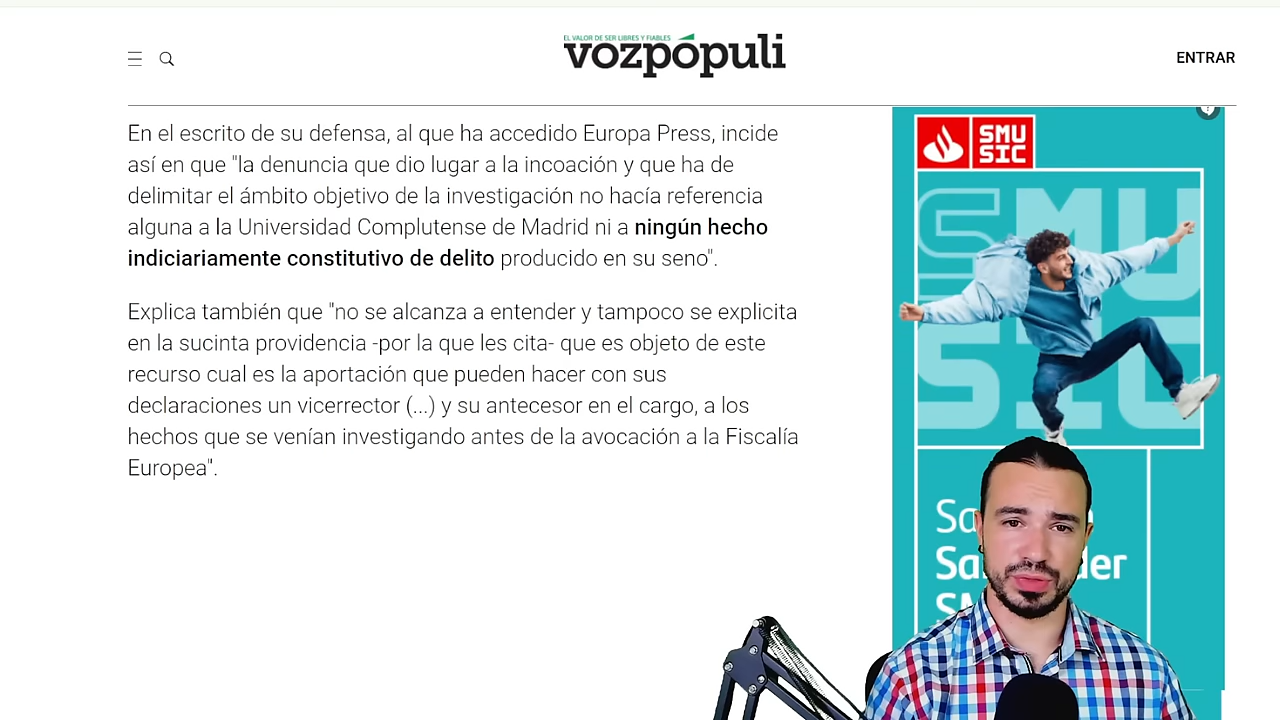 EL VALOR DE SER LIBRES Y FIABLES
vozpópuli
ENTRAR
En el escrito de su defensa, al que ha accedido Europa Press, incide
así en que "la denuncia que dio lugar a la incoación y que ha de
delimitar el ámbito objetivo de la investigación no hacía referencia
alguna a la Universidad Complutense de Madrid ni a ningún hecho
indiciariamente constitutivo de delito producido en su seno".
Explica también que "no se alcanza a entender y tampoco se explicita
en la sucinta providencia -por la que les cita- que es objeto de este
recurso cual es la aportación que pueden hacer con sus
declaraciones un vicerrector (...) y su antecesor en el cargo, a los
hechos que se venían investigando antes de la avocación a la Fiscalía
Europea".
SMU
SIC
SMU
SIC